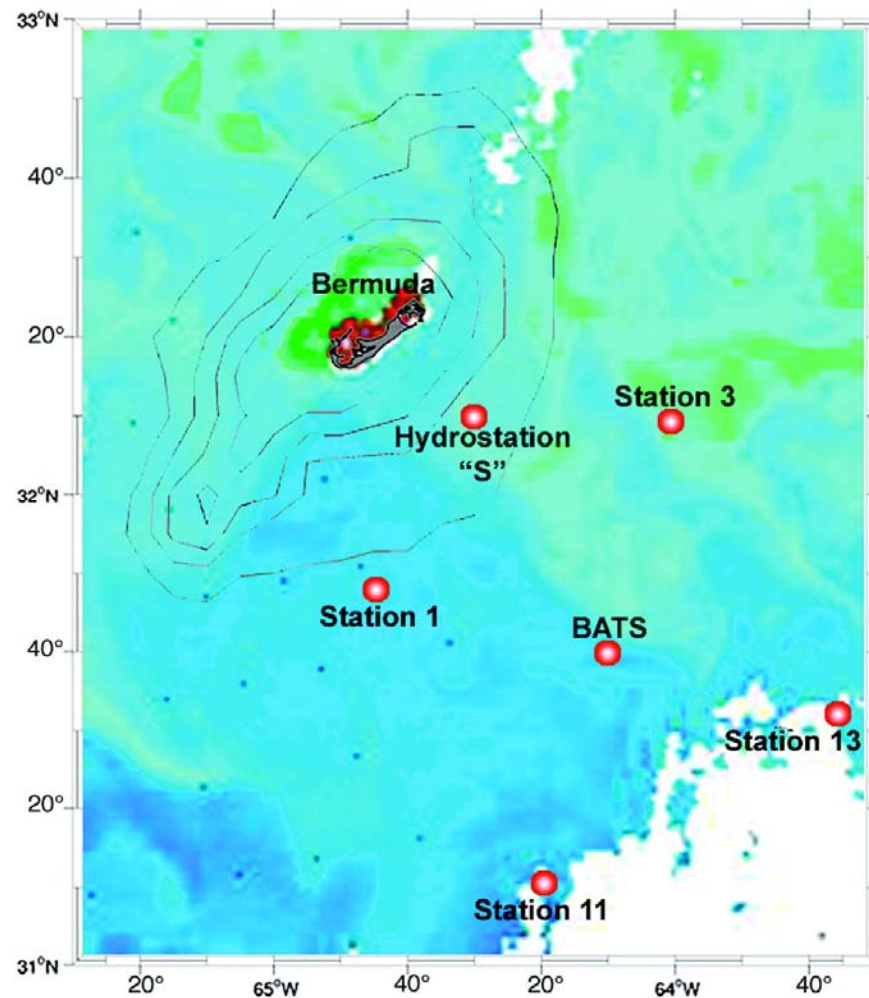 33°N
40°
Bermuda
20°
Station 3
Hydrostation
“S”
32°N
Station 1
BATS
40°
Station 13
20°
Station 11
31°N
20° 65°W 40° 20° 64°W 40°